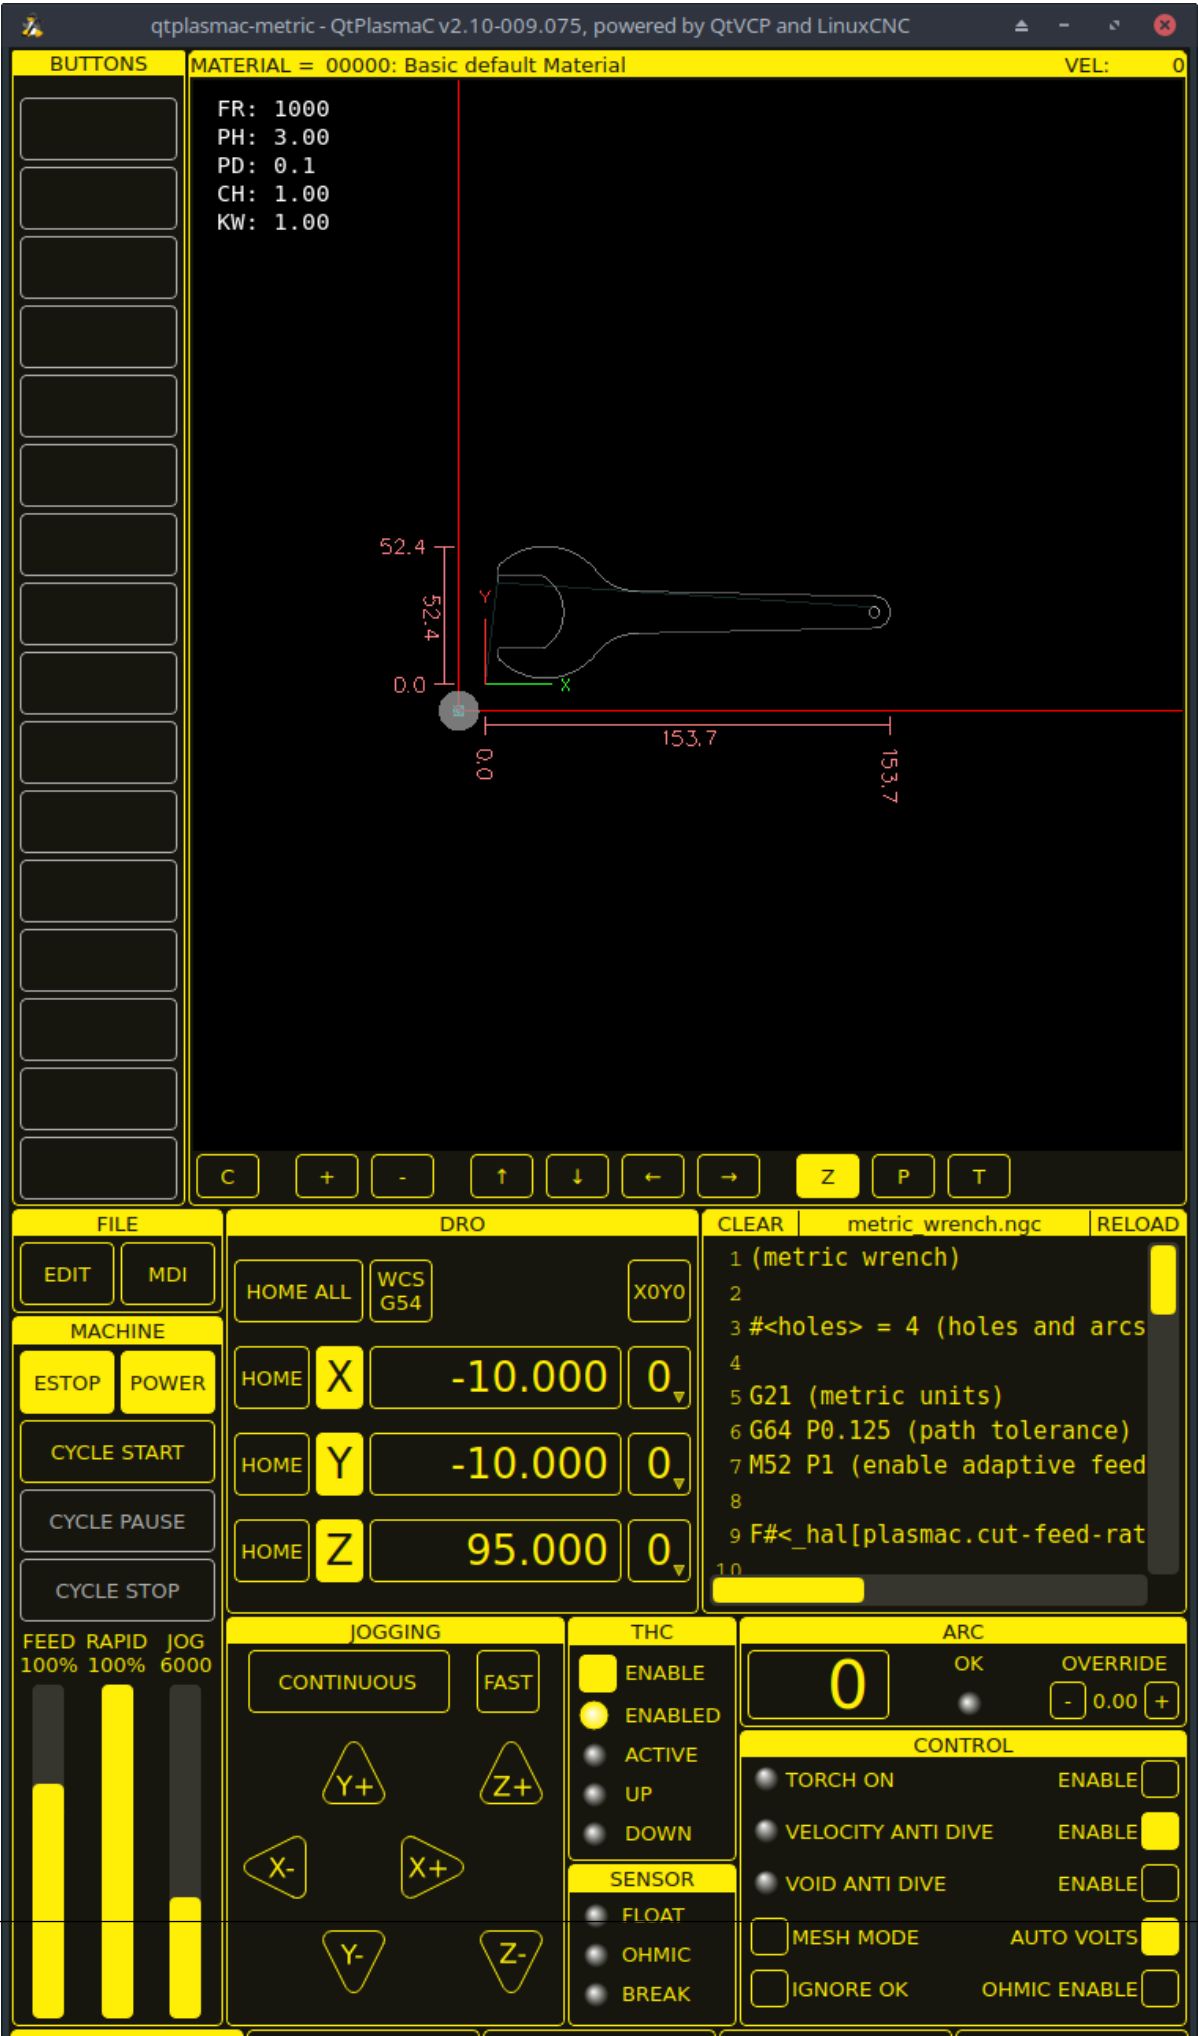 qtplasmac-metric - QtPlasmaC v2.10-009.075, powered by QtVCP and LinuxCNC
BUTTONS
MATERIAL = 00000: Basic default Material
VEL: 0
FR: 1000
PH: 3.00
PD: 0.1
CH: 1.00
KW: 1.00
52.4
52.4
Y
0.0
X
153.7
0.0
153.7
C + - ↑ ↓ ← → Z P T
FILE
EDIT MDI
MACHINE
ESTOP POWER
CYCLE START
CYCLE PAUSE
CYCLE STOP
FEED RAPID JOG
100% 100% 6000
DRO
HOME ALL
WCS
G54
X0Y0
HOME X -10.000 0
HOME Y -10.000 0
HOME Z 95.000 0
CLEAR metric_wrench.ngc RELOAD
1 (metric wrench)
2
3 #<holes> = 4 (holes and arcs
4
5 G21 (metric units)
6 G64 P0.125 (path tolerance)
7 M52 P1 (enable adaptive feed
8
9 F#<_hal[plasmac.cut-feed-rat
10
JOGGING
CONTINUOUS FAST
Y+ Z+
X- X+
Y- Z-
THC
ENABLE
ENABLED
ACTIVE
UP
DOWN
SENSOR
FLOAT
OHMIC
BREAK
ARC
0
OK
OVERRIDE
- 0.00 +
CONTROL
TORCH ON ENABLE
VELOCITY ANTI DIVE ENABLE
VOID ANTI DIVE ENABLE
MESH MODE AUTO VOLTS
IGNORE OK OHMIC ENABLE